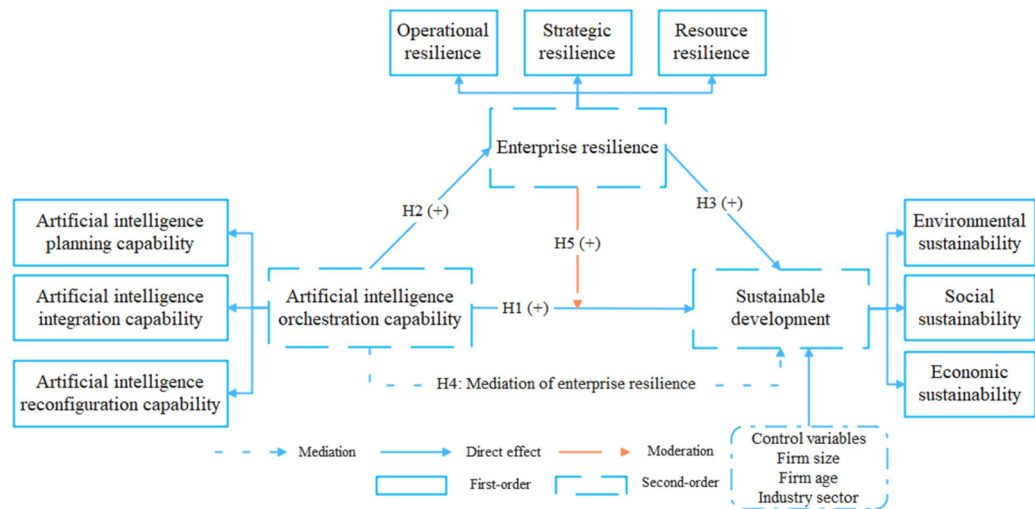 Operational
resilience
Strategic
resilience
Resource
resilience
Enterprise resilience
H2 (+)
H3 (+)
H5 (+)
Artificial intelligence
planning capability
Artificial intelligence
integration capability
Artificial intelligence
reconfiguration capability
Artificial intelligence
orchestration capability
H1 (+)
Sustainable
development
Environmental
sustainability
Social
sustainability
Economic
sustainability
H4: Mediation of enterprise resilience
Control variables
Firm size
Firm age
Industry sector
Mediation
Direct effect
Moderation
First-order
Second-order